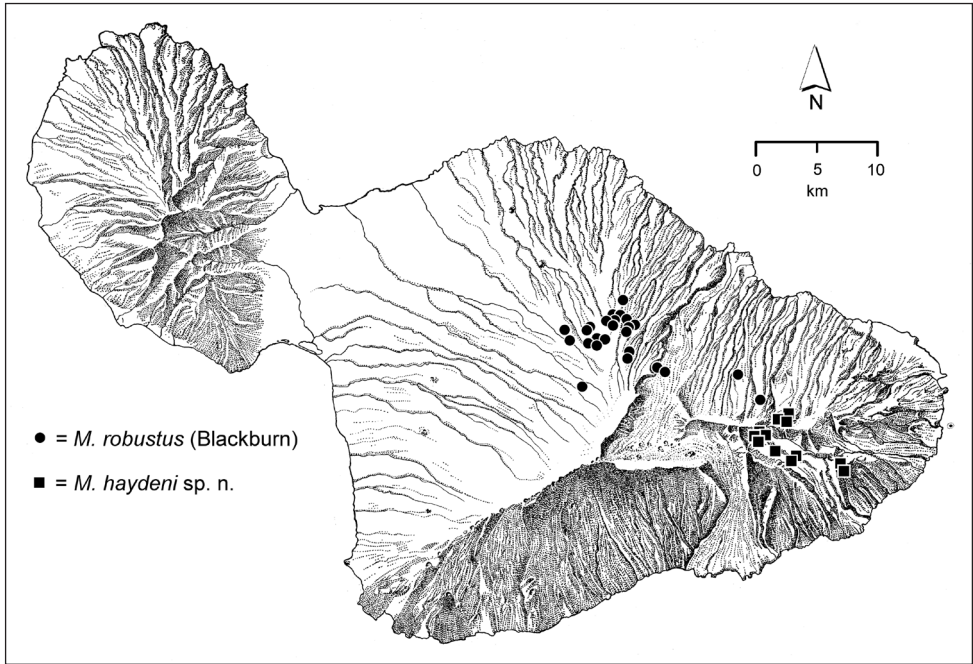 N
0 5 10
km
● = M. robustus (Blackburn)
■ = M. haydeni sp. n.